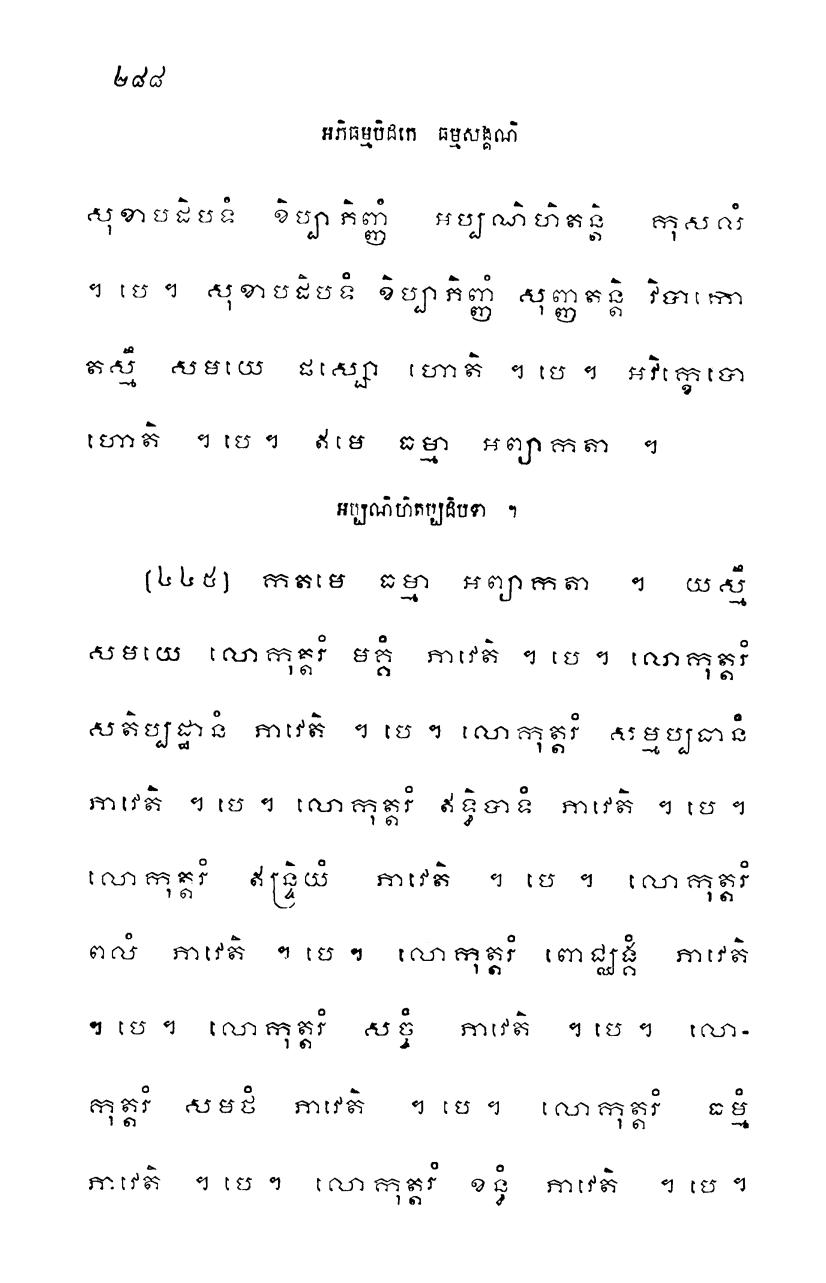 ២៨៨
អភិធម្មបិដកេ ធម្មសង្គណិ
សុខាបដិបទំ ខិប្បាភិញ្ញំ អប្បណិហិតន្តិ កុសលំ
។ បេ ។ សុខាបដិបទំ ខិប្បាភិញ្ញំ សុញ្ញតន្តិ វិបាកោ
តស្មឹ សមយេ ផស្សោ ហោតិ ។ បេ ។ អវិក្ខេបោ
ហោតិ ។ បេ ។ ឥមេ ធម្មា អព្យាកតា ។
អប្បណិហិតប្បដិបទា ។
(៤៤៥) កតមេ ធម្មា អព្យាកតា ។ យស្មឹ
សមយេ លោកុត្តរំ មគ្គំ ភាវេតិ ។ បេ ។ លោកុត្តរំ
សតិប្បដ្ឋានំ ភាវេតិ ។ បេ ។ លោកុត្តរំ សម្មប្បធានំ
ភាវេតិ ។ បេ ។ លោកុត្តរំ ឥទ្ធិបាទំ ភាវេតិ ។ បេ ។
លោកុត្តរំ ឥន្ទ្រិយំ ភាវេតិ ។ បេ ។ លោកុត្តរំ
ពលំ ភាវេតិ ។ បេ ។ លោកុត្តរំ ពោជ្ឈង្គំ ភាវេតិ
។ បេ ។ លោកុត្តរំ សច្ចំ ភាវេតិ ។ បេ ។ លោ-
កុត្តរំ សមថំ ភាវេតិ ។ បេ ។ លោកុត្តរំ ធម្មំ
ភាវេតិ ។ បេ ។ លោកុត្តរំ ខន្ធំ ភាវេតិ ។ បេ ។